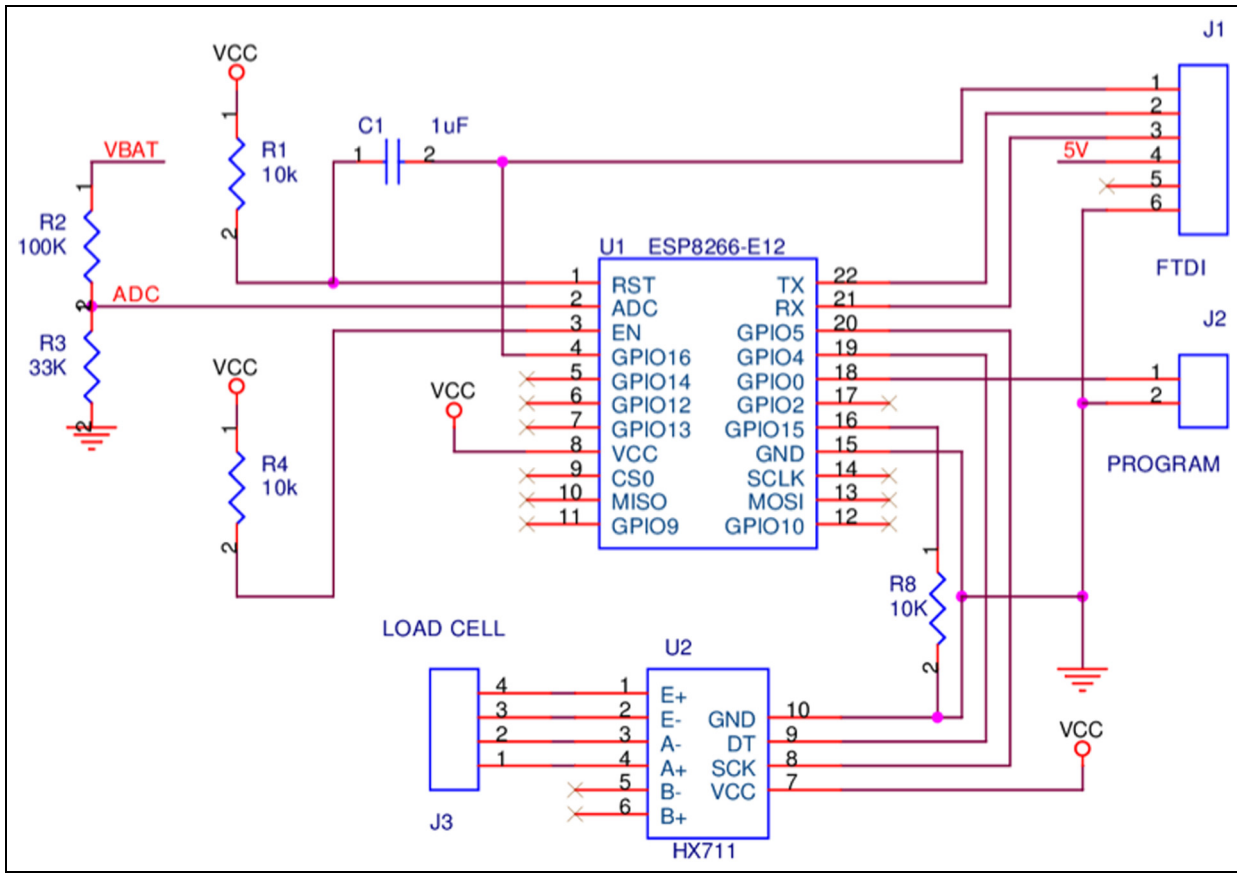 J1
VCC
1
1
2
C1 1uF
3
VBAT
R1
10k
1 2
5V
4
1
5
2
6
R2
100K
2
U1 ESP8266-E12
FTDI
2
ADC
1 RST
TX 22
2 ADC
RX 21
3 EN
GPIO5 20
4 GPIO16
GPIO4 19
5 GPIO14
GPIO0 18
6 GPIO12
GPIO2 17
7 GPIO13
GPIO15 16
8 VCC
GND 15
9 CS0
SCLK 14
10 MISO
MOSI 13
11 GPIO9
GPIO10 12
J2
1
2
PROGRAM
R3
33K
2
VCC
VCC
1
R4
10k
2
1
R8
10K
2
LOAD CELL
U2
4 1 E+
3 2 E-
2 3 A-
1 4 A+
5 B-
6 B+
GND 10
DT 9
SCK 8
VCC 7
VCC
J3
HX711